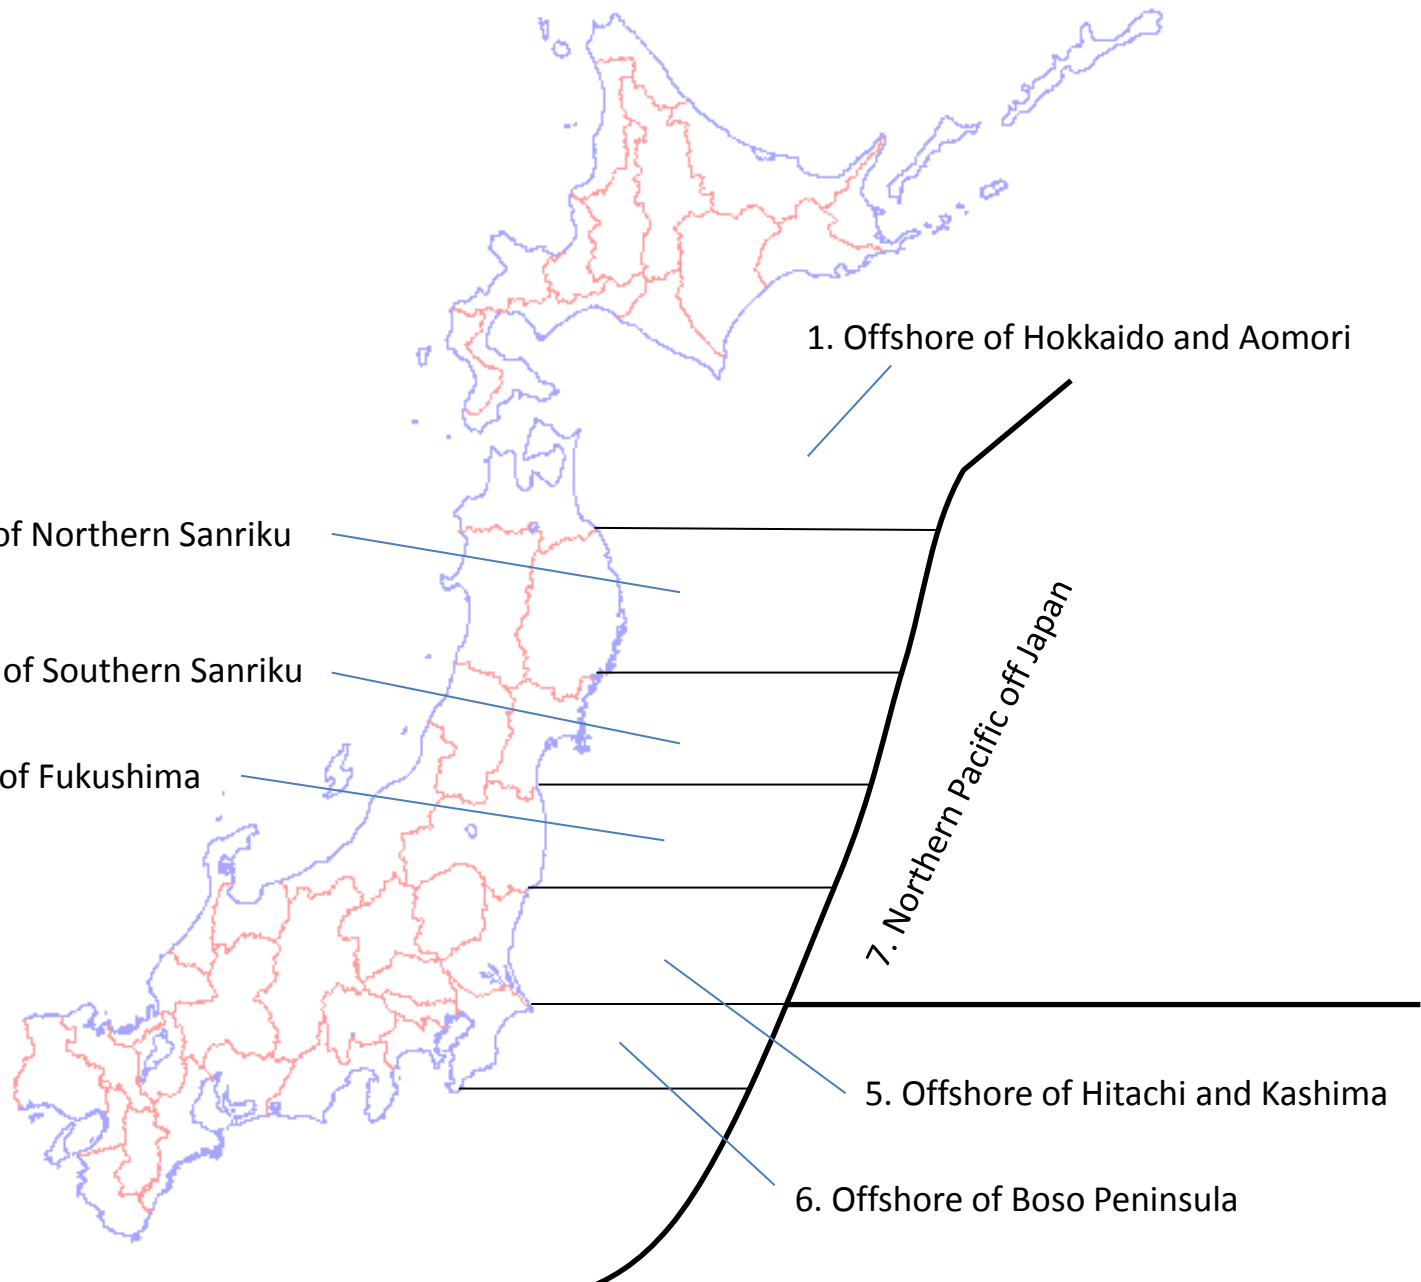 1. Offshore of Hokkaido and Aomori
of Northern Sanriku
of Southern Sanriku
of Fukushima
7. Northern Pacific off Japan
5. Offshore of Hitachi and Kashima
6. Offshore of Boso Peninsula